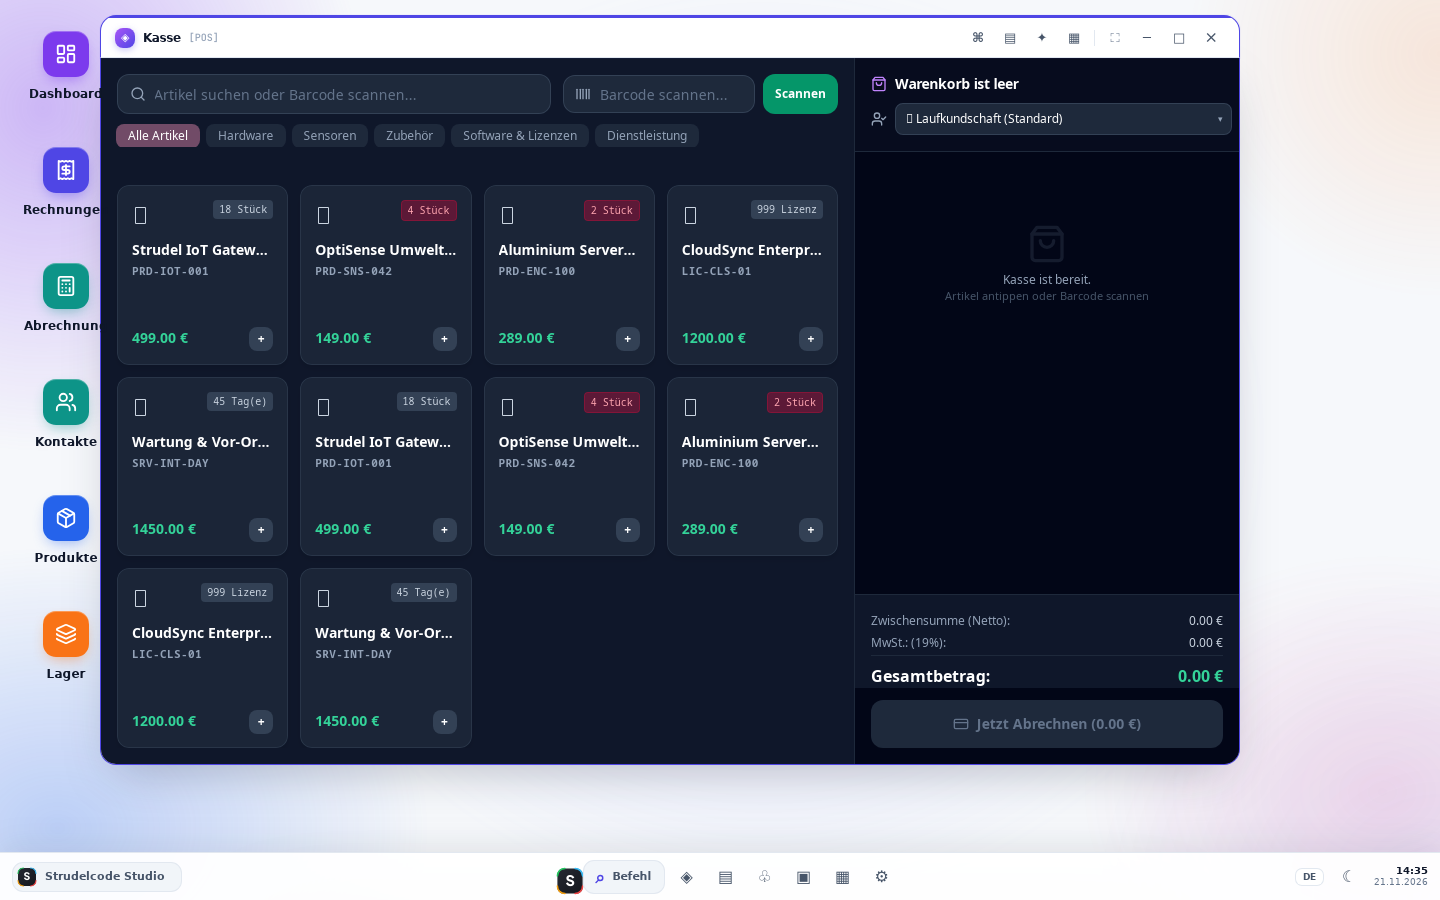 Kasse [POS]
Dashboard
Rechnunge
Abrechnung
Kontakte
Produkte
Lager
Artikel suchen oder Barcode scannen...
Barcode scannen...
Scannen
Alle Artikel
Hardware
Sensoren
Zubehör
Software & Lizenzen
Dienstleistung
18 Stück
Strudel IoT Gatew...
PRD-IOT-001
499.00 €
+
4 Stück
OptiSense Umwelt...
PRD-SNS-042
149.00 €
+
2 Stück
Aluminium Server...
PRD-ENC-100
289.00 €
+
999 Lizenz
CloudSync Enterpr...
LIC-CLS-01
1200.00 €
+
45 Tag(e)
Wartung & Vor-Or...
SRV-INT-DAY
1450.00 €
+
18 Stück
Strudel IoT Gatew...
PRD-IOT-001
499.00 €
+
4 Stück
OptiSense Umwelt...
PRD-SNS-042
149.00 €
+
2 Stück
Aluminium Server...
PRD-ENC-100
289.00 €
+
999 Lizenz
CloudSync Enterpr...
LIC-CLS-01
1200.00 €
+
45 Tag(e)
Wartung & Vor-Or...
SRV-INT-DAY
1450.00 €
+
Warenkorb ist leer
Laufkundschaft (Standard)
Kasse ist bereit.
Artikel antippen oder Barcode scannen
Zwischensumme (Netto): 0.00 €
MwSt.: (19%): 0.00 €
Gesamtbetrag: 0.00 €
Jetzt Abrechnen (0.00 €)
S Strudelcode Studio
S
Befehl
DE
14:35
21.11.2026